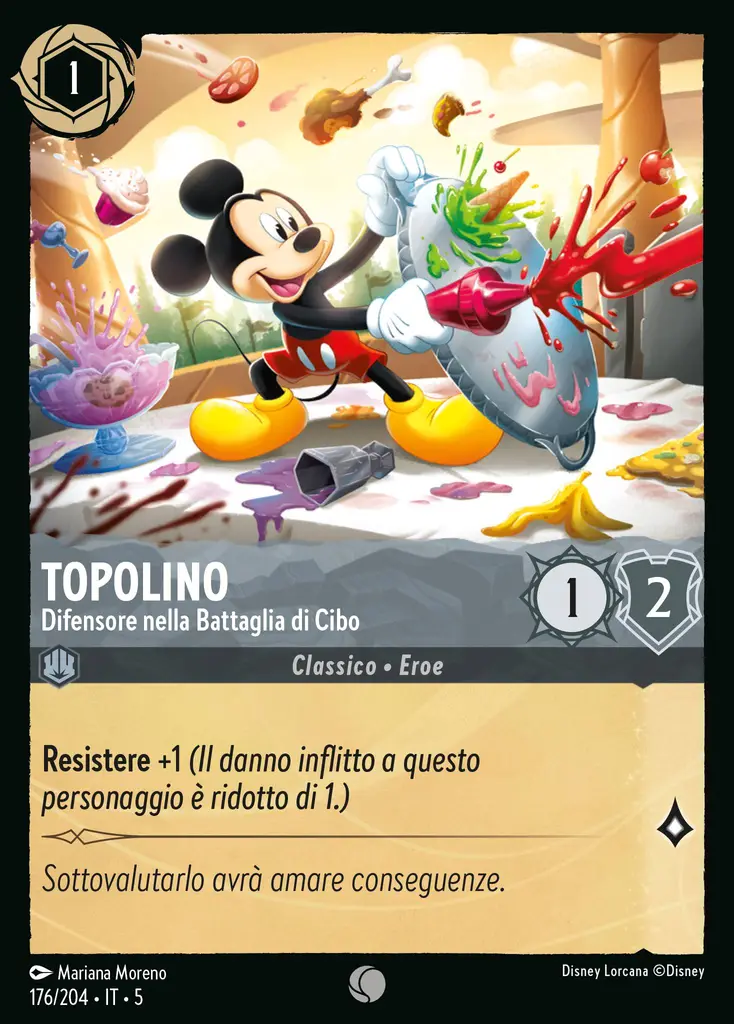 1
TOPOLINO
Difensore nella Battaglia di Cibo
1
2
Classico • Eroe
Resistere +1 (Il danno inflitto a questo
personaggio è ridotto di 1.)
Sottovalutarlo avrà amare conseguenze.
Mariana Moreno
Disney Lorcana ©Disney
176/204 • IT • 5